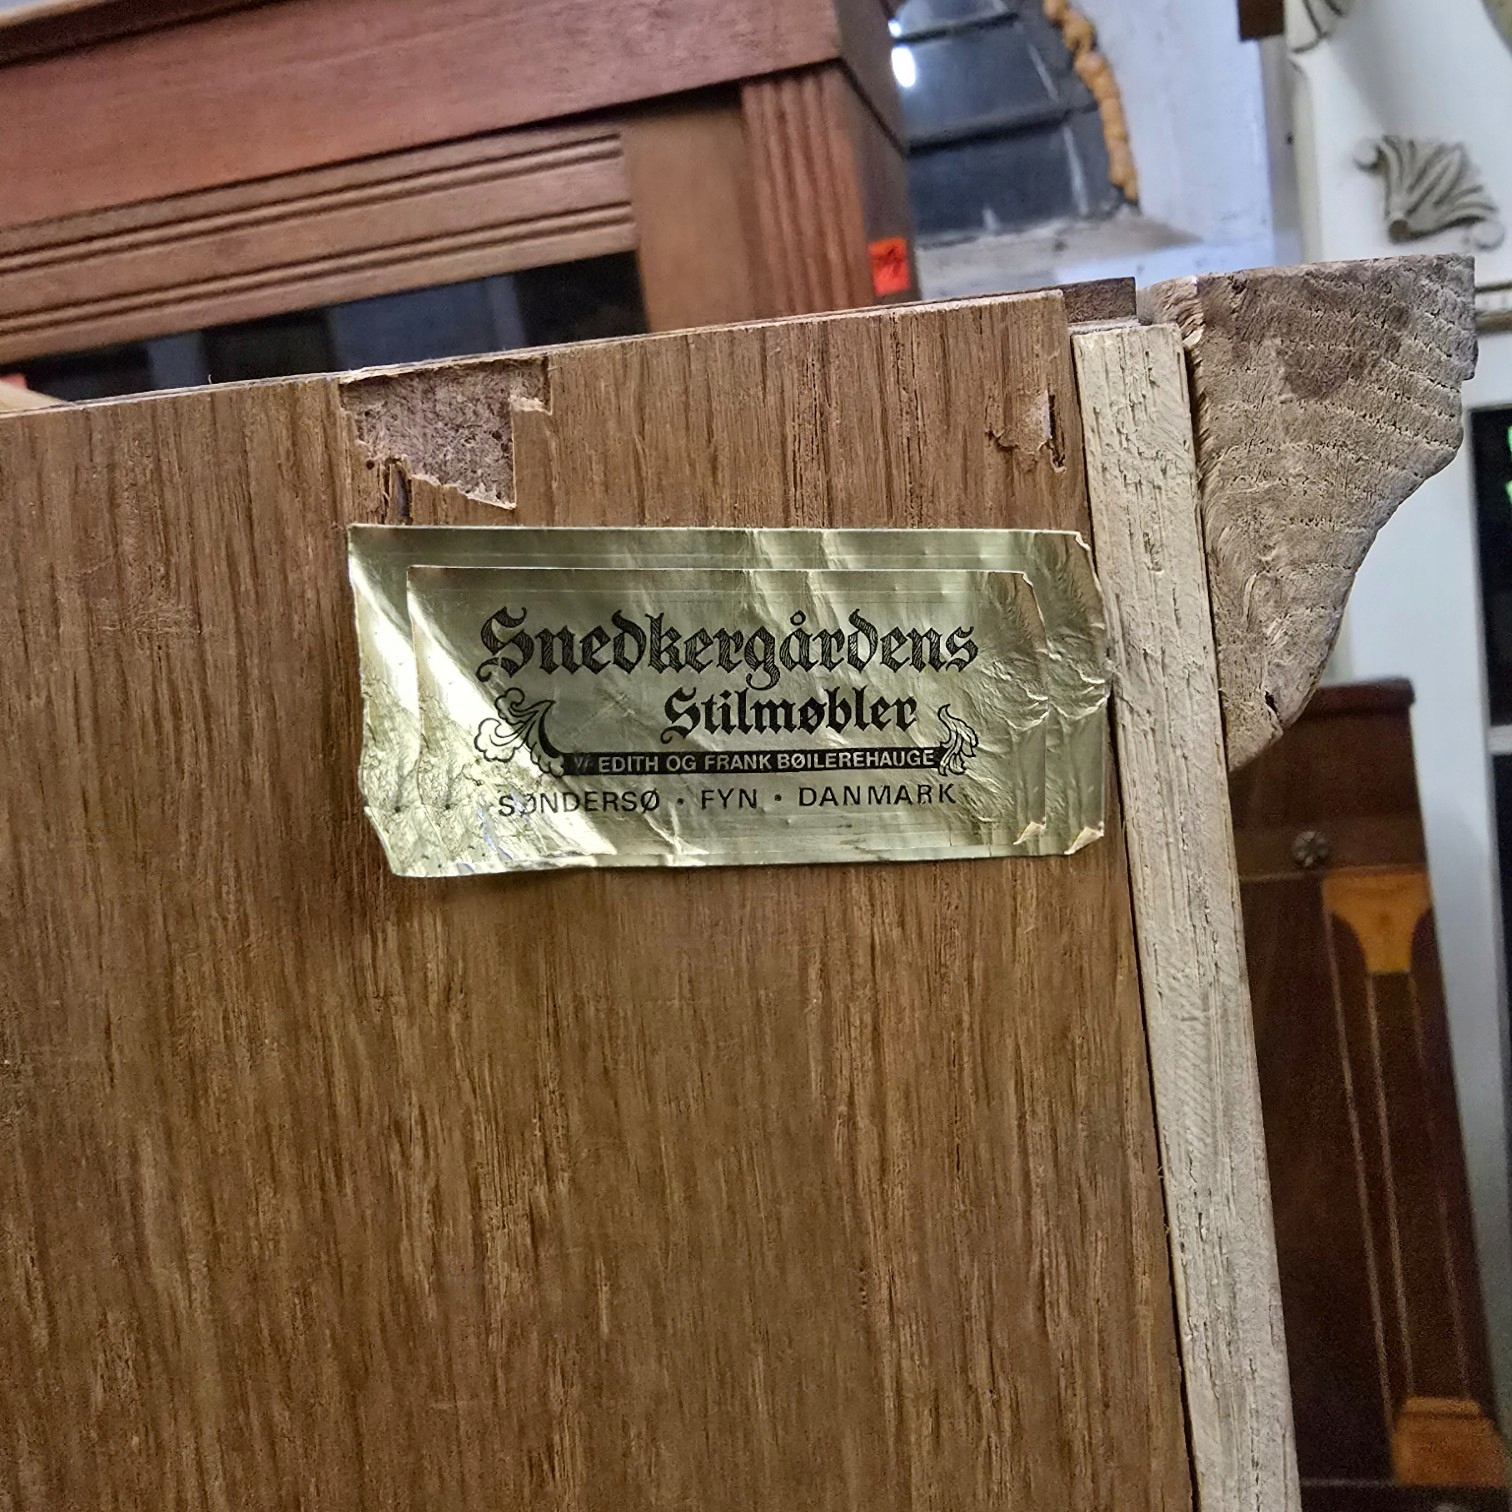 Snedkergårdens
Stilmøbler
v/ EDITH OG FRANK BØILEREHAUGE
SØNDERSØ · FYN · DANMARK